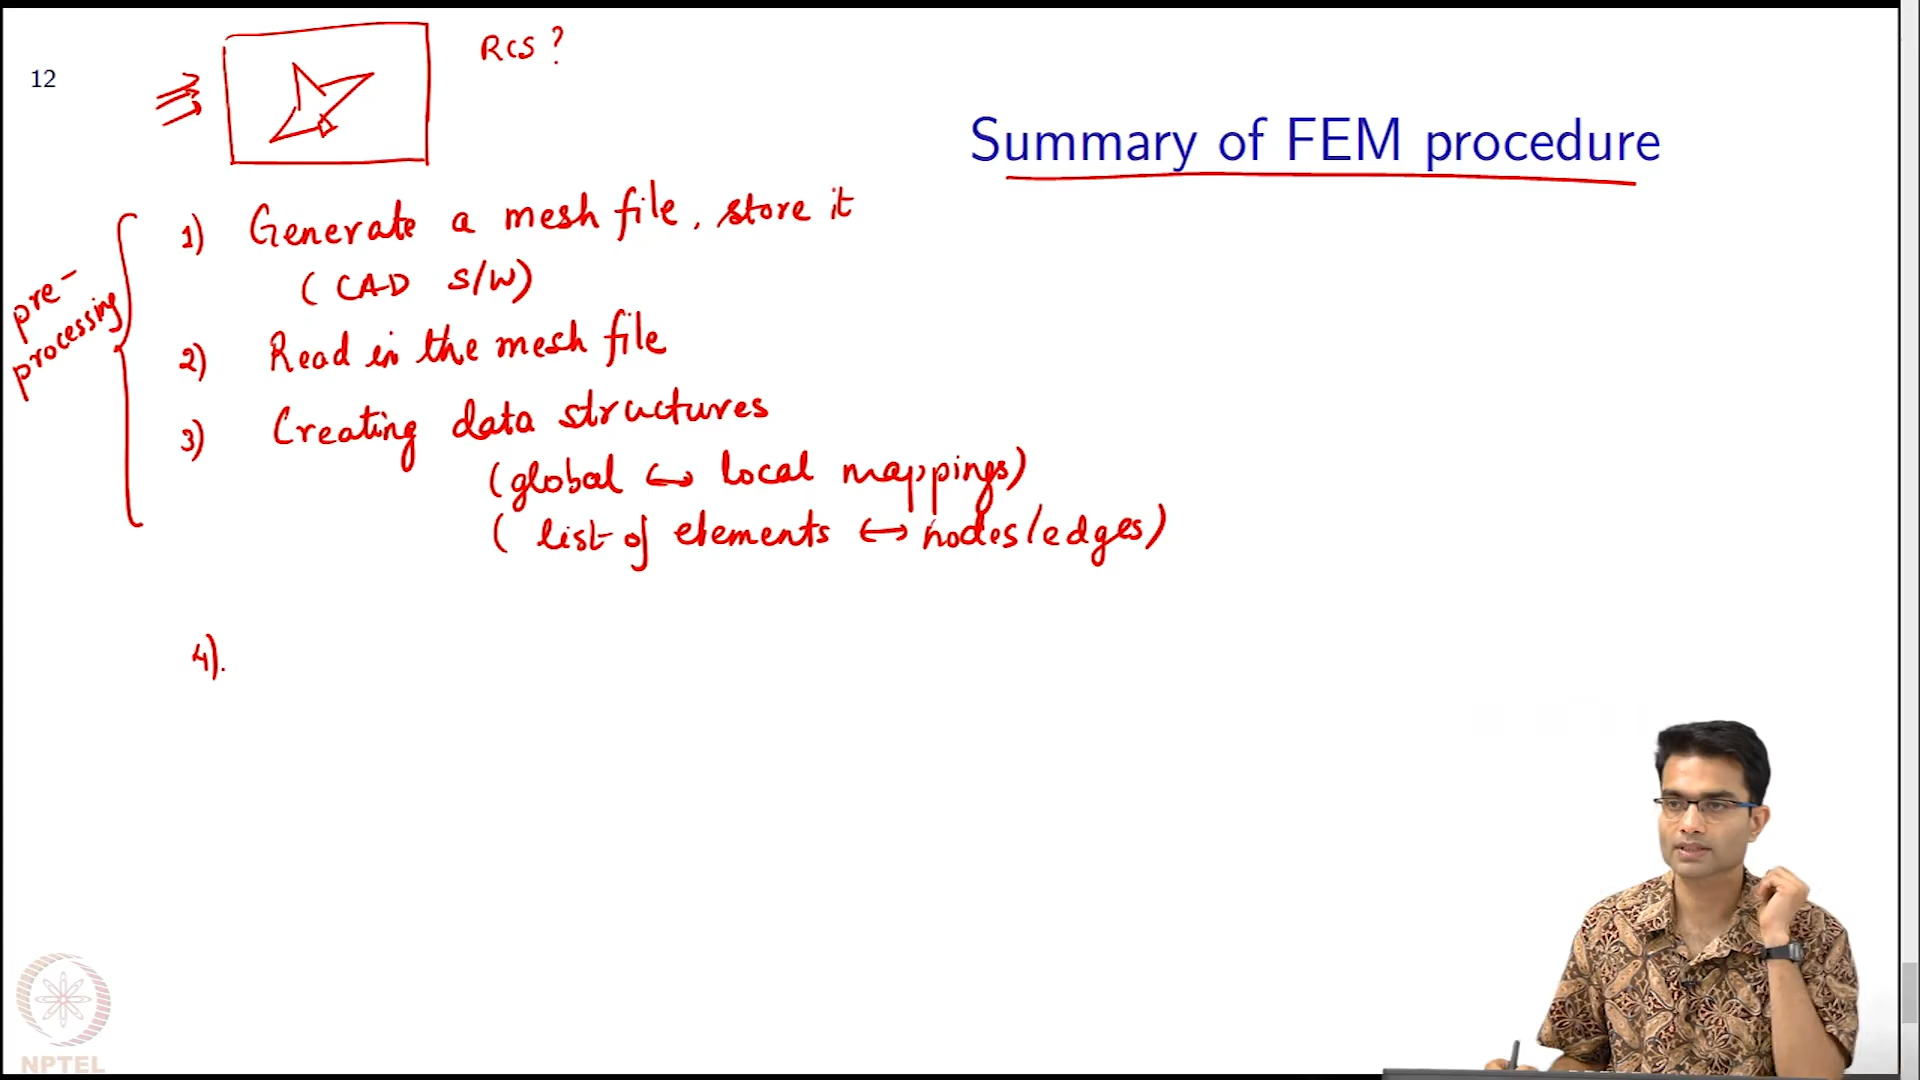 12
RCS ?
Summary of FEM procedure
pre-
processing
1) Generate a mesh file, store it
(CAD S/W)
2) Read in the mesh file
3) Creating data structures
(global ↔ local mappings)
( list of elements ↔ nodes/edges)
4).
NPTEL